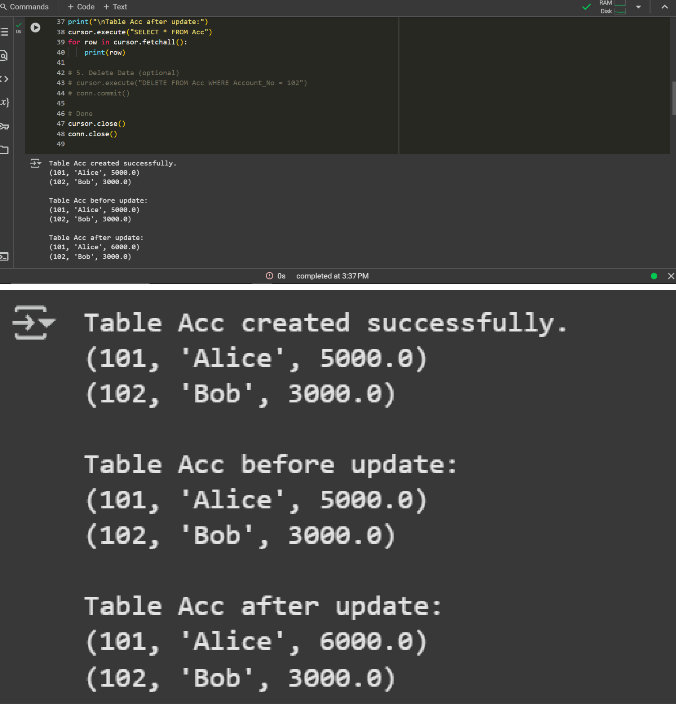 Commands + Code + Text RAM
Disk
37 print("\nTable Acc after update:")
38 cursor.execute("SELECT * FROM Acc")
39 for row in cursor.fetchall():
40 print(row)
41
42 # 5. Delete Data (optional)
43 # cursor.execute("DELETE FROM Acc WHERE Account_No = 102")
44 # conn.commit()
45
46 # Done
47 cursor.close()
48 conn.close()
49
Table Acc created successfully.
(101, 'Alice', 5000.0)
(102, 'Bob', 3000.0)
Table Acc before update:
(101, 'Alice', 5000.0)
(102, 'Bob', 3000.0)
Table Acc after update:
(101, 'Alice', 6000.0)
(102, 'Bob', 3000.0)
0s completed at 3:37 PM
Table Acc created successfully.
(101, 'Alice', 5000.0)
(102, 'Bob', 3000.0)
Table Acc before update:
(101, 'Alice', 5000.0)
(102, 'Bob', 3000.0)
Table Acc after update:
(101, 'Alice', 6000.0)
(102, 'Bob', 3000.0)